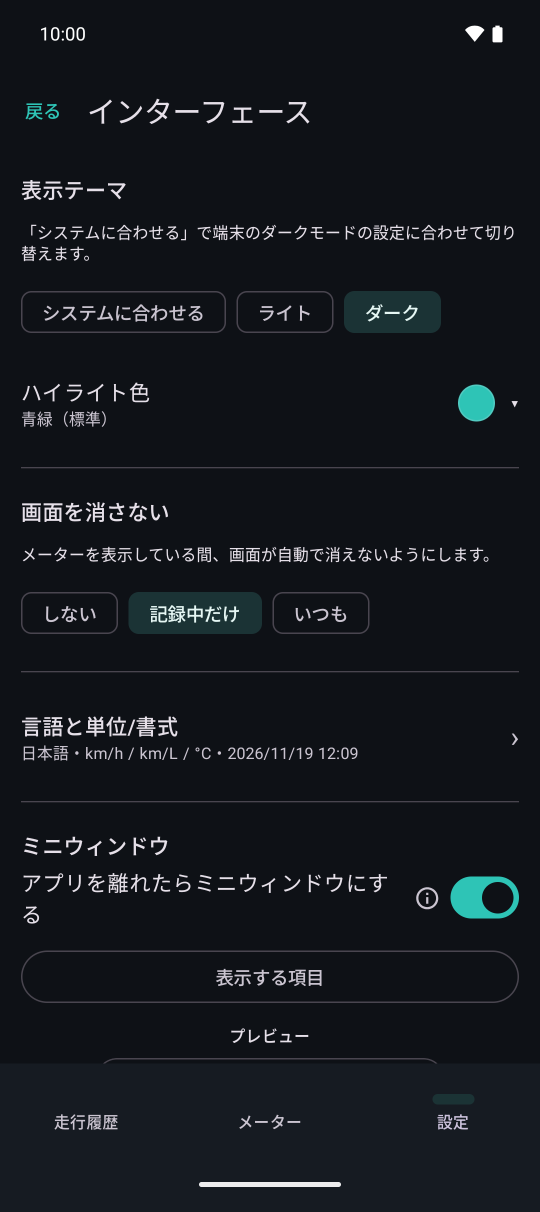 10:00
戻る インターフェース
表示テーマ
「システムに合わせる」で端末のダークモードの設定に合わせて切り
替えます。
システムに合わせる ライト ダーク
ハイライト色
青緑（標準）
画面を消さない
メーターを表示している間、画面が自動で消えないようにします。
しない 記録中だけ いつも
言語と単位/書式
日本語・km/h / km/L / °C・2026/11/19 12:09
ミニウィンドウ
アプリを離れたらミニウィンドウにす
る
表示する項目
プレビュー
走行履歴 メーター 設定